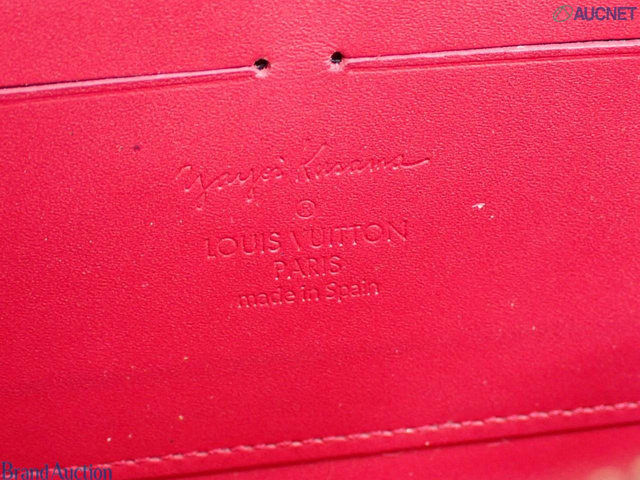 AUCNET
Yayoi Kusama
®
LOUIS VUITTON
PARIS
made in Spain
Brand Auction